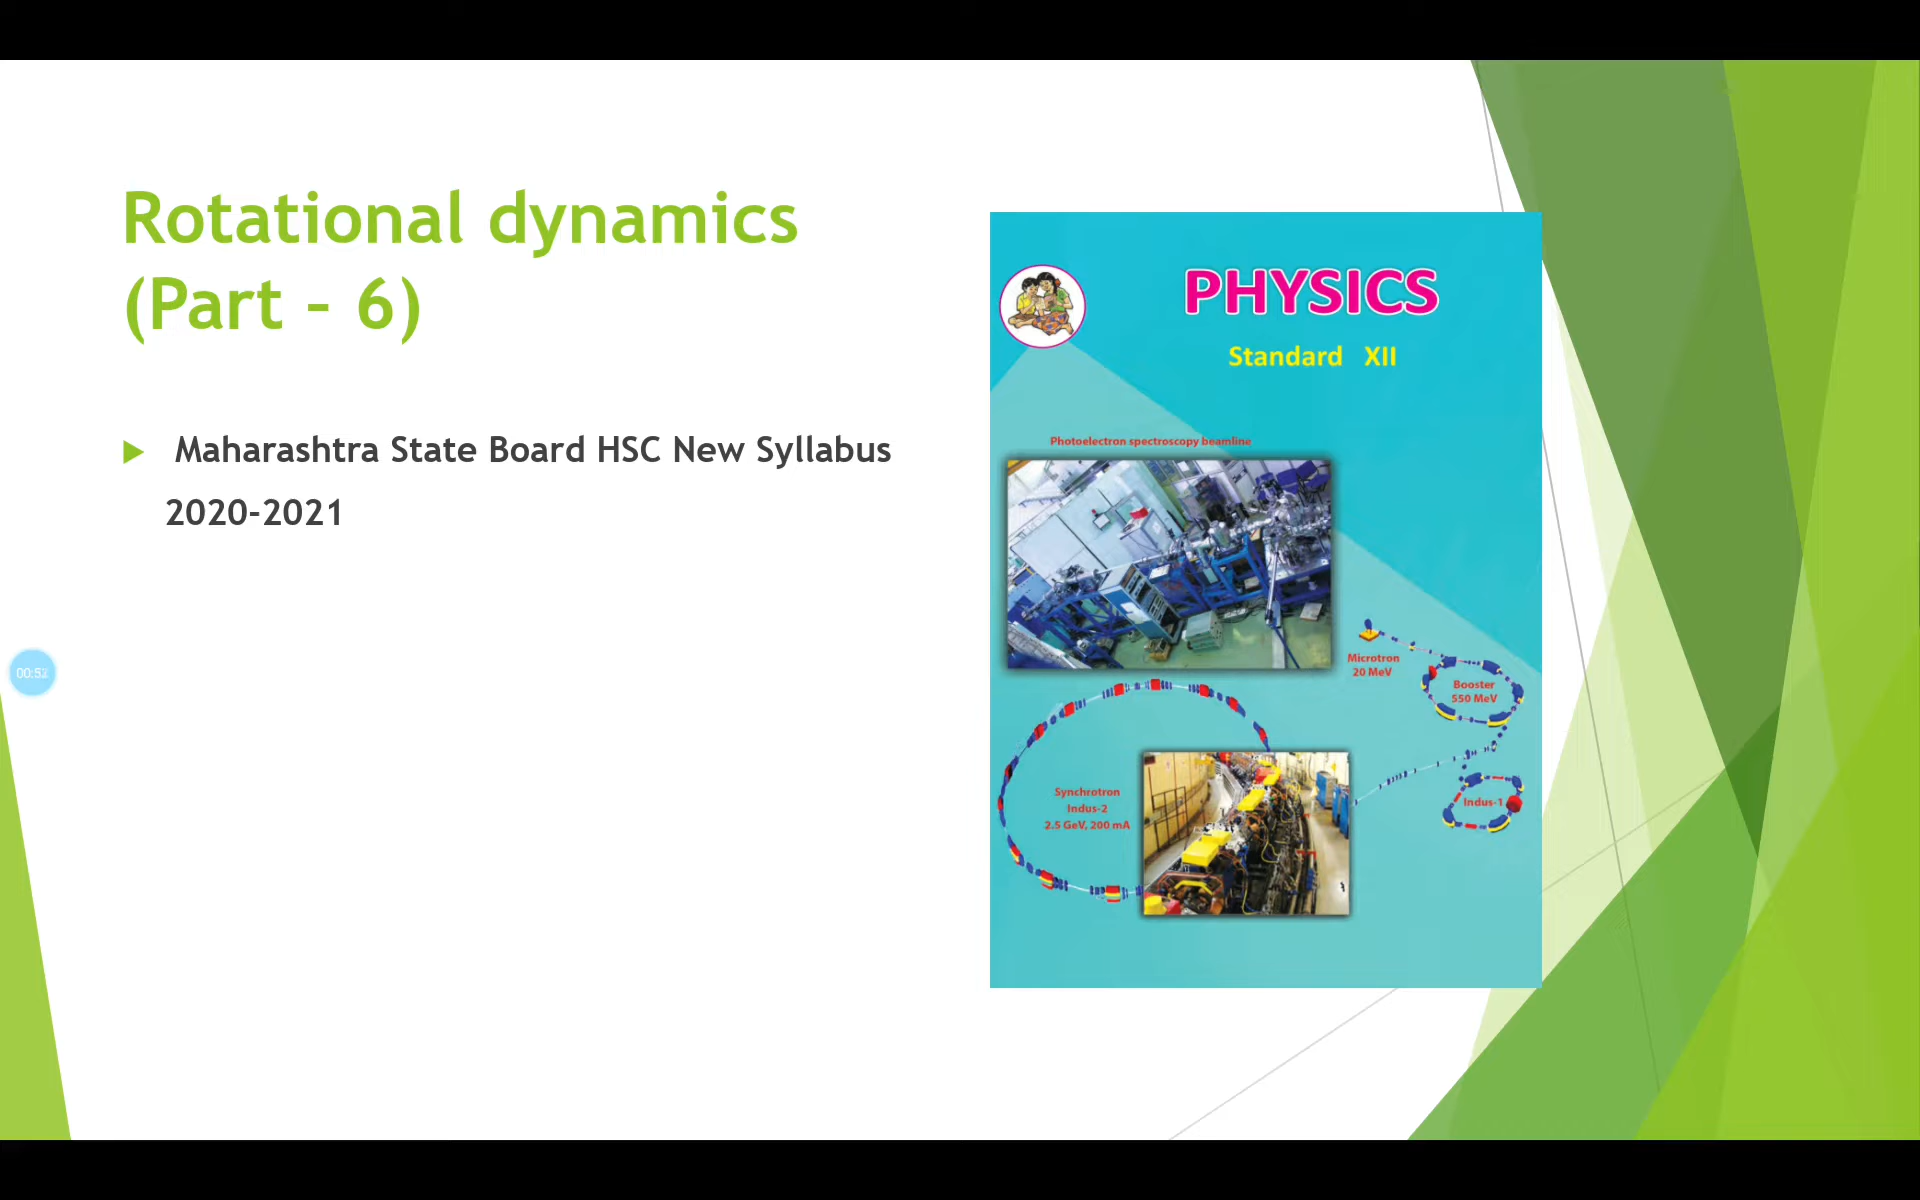 Rotational dynamics
(Part – 6)
Maharashtra State Board HSC New Syllabus
2020-2021
PHYSICS
Standard XII
Photoelectron spectroscopy beamline
Microtron
20 MeV
Booster
550 MeV
Synchrotron
Indus-2
2.5 GeV, 200 mA
Indus-1